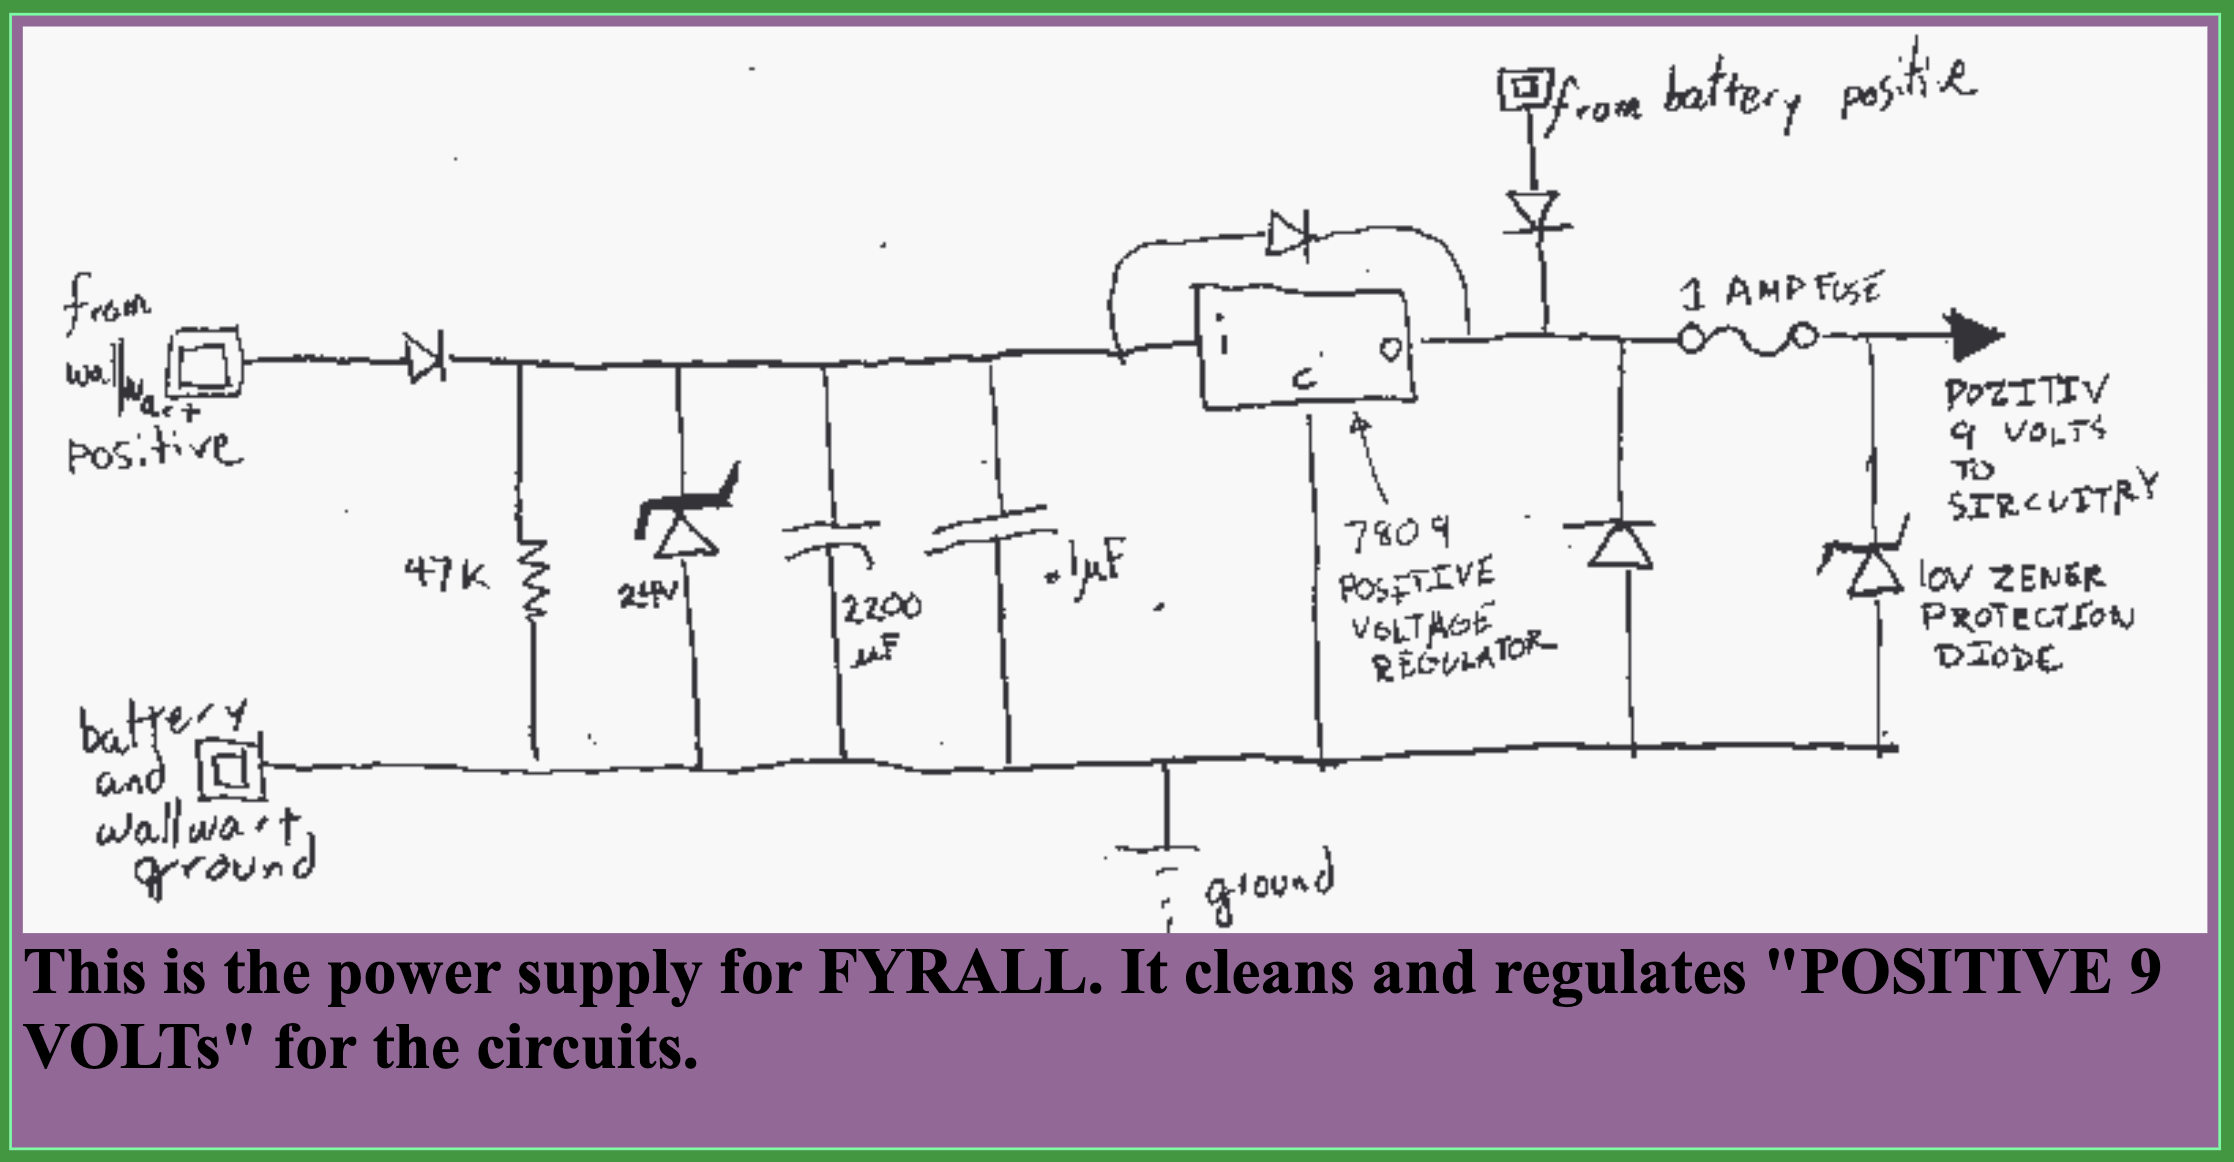 from battery positive
1 AMP FUSE
from
wallwart
positive
i
o
c
POZITIV
9 VOLTS
TO
SIRCUITRY
47K
24V
2200
µF
.1µF
7809
POSITIVE
VOLTAGE
REGULATOR
10V ZENER
PROTECTION
DIODE
battery
and
wallwart
ground
ground
This is the power supply for FYRALL. It cleans and regulates "POSITIVE 9
VOLTs" for the circuits.